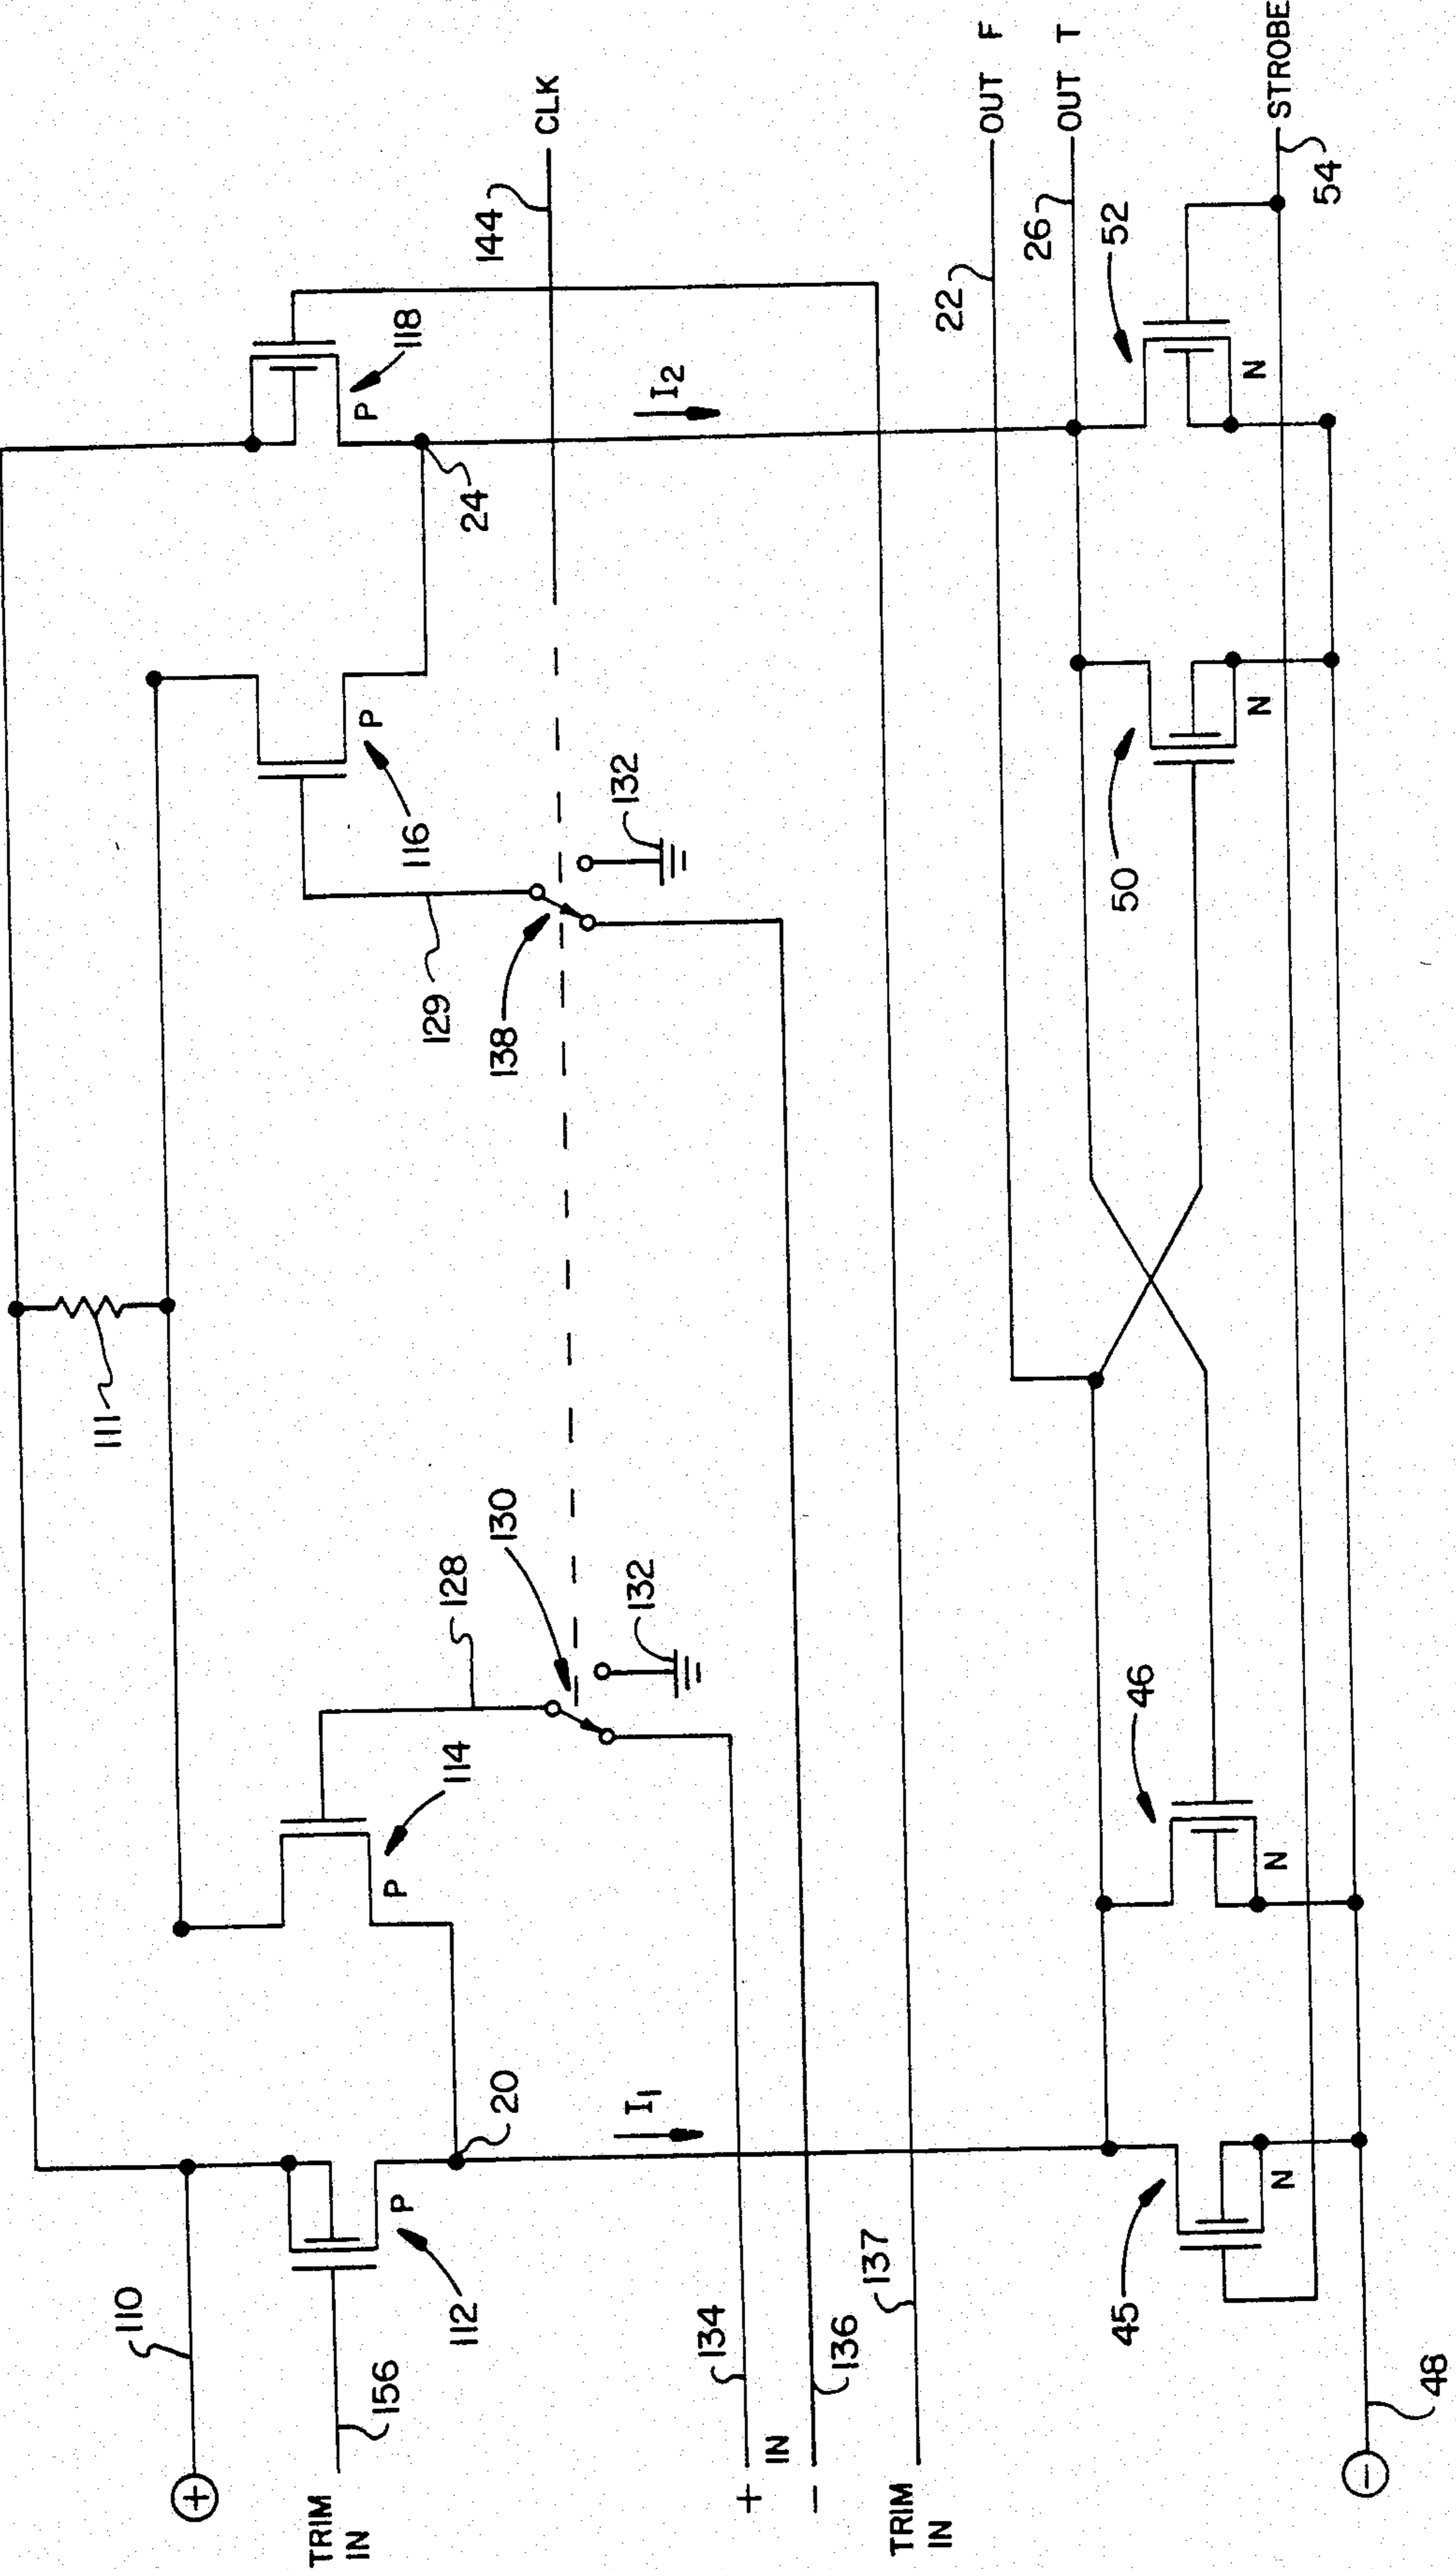 110
111
156
TRIM
IN
P
112
P
114
P
116
P
118
20
24
128
129
130
132
138
132
144
CLK
I1
I2
134
+
IN
-
136
137
TRIM
IN
22
OUT F
26
OUT T
45
N
46
N
50
N
52
N
STROBE
54
48
+
-